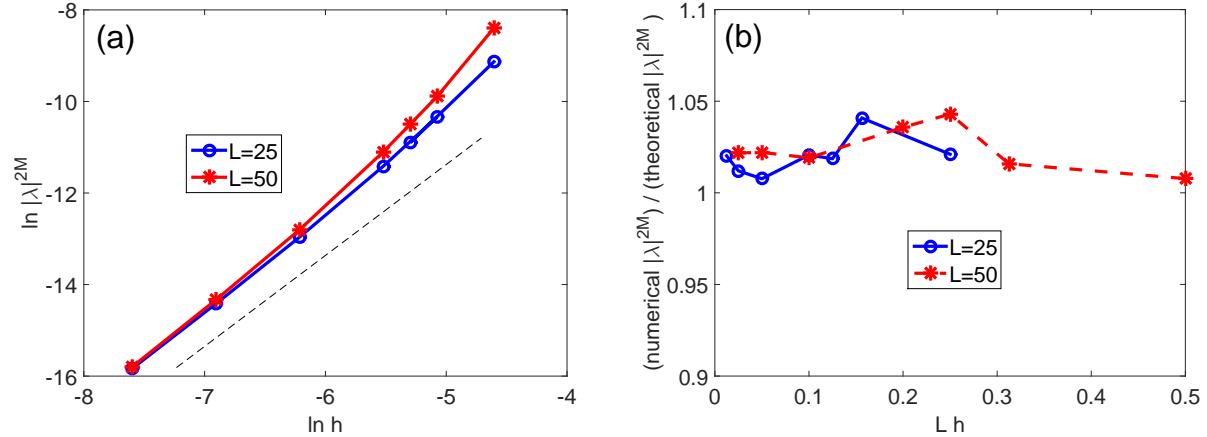 (a)
-8
-10
-12
-14
-16
ln |λ|^2M
L=25
L=50
-8
-7
-6
-5
-4
ln h
(b)
1.1
1.05
1
0.95
0.9
(numerical |λ|^2M) / (theoretical |λ|^2M)
L=25
L=50
0
0.1
0.2
0.3
0.4
0.5
L h